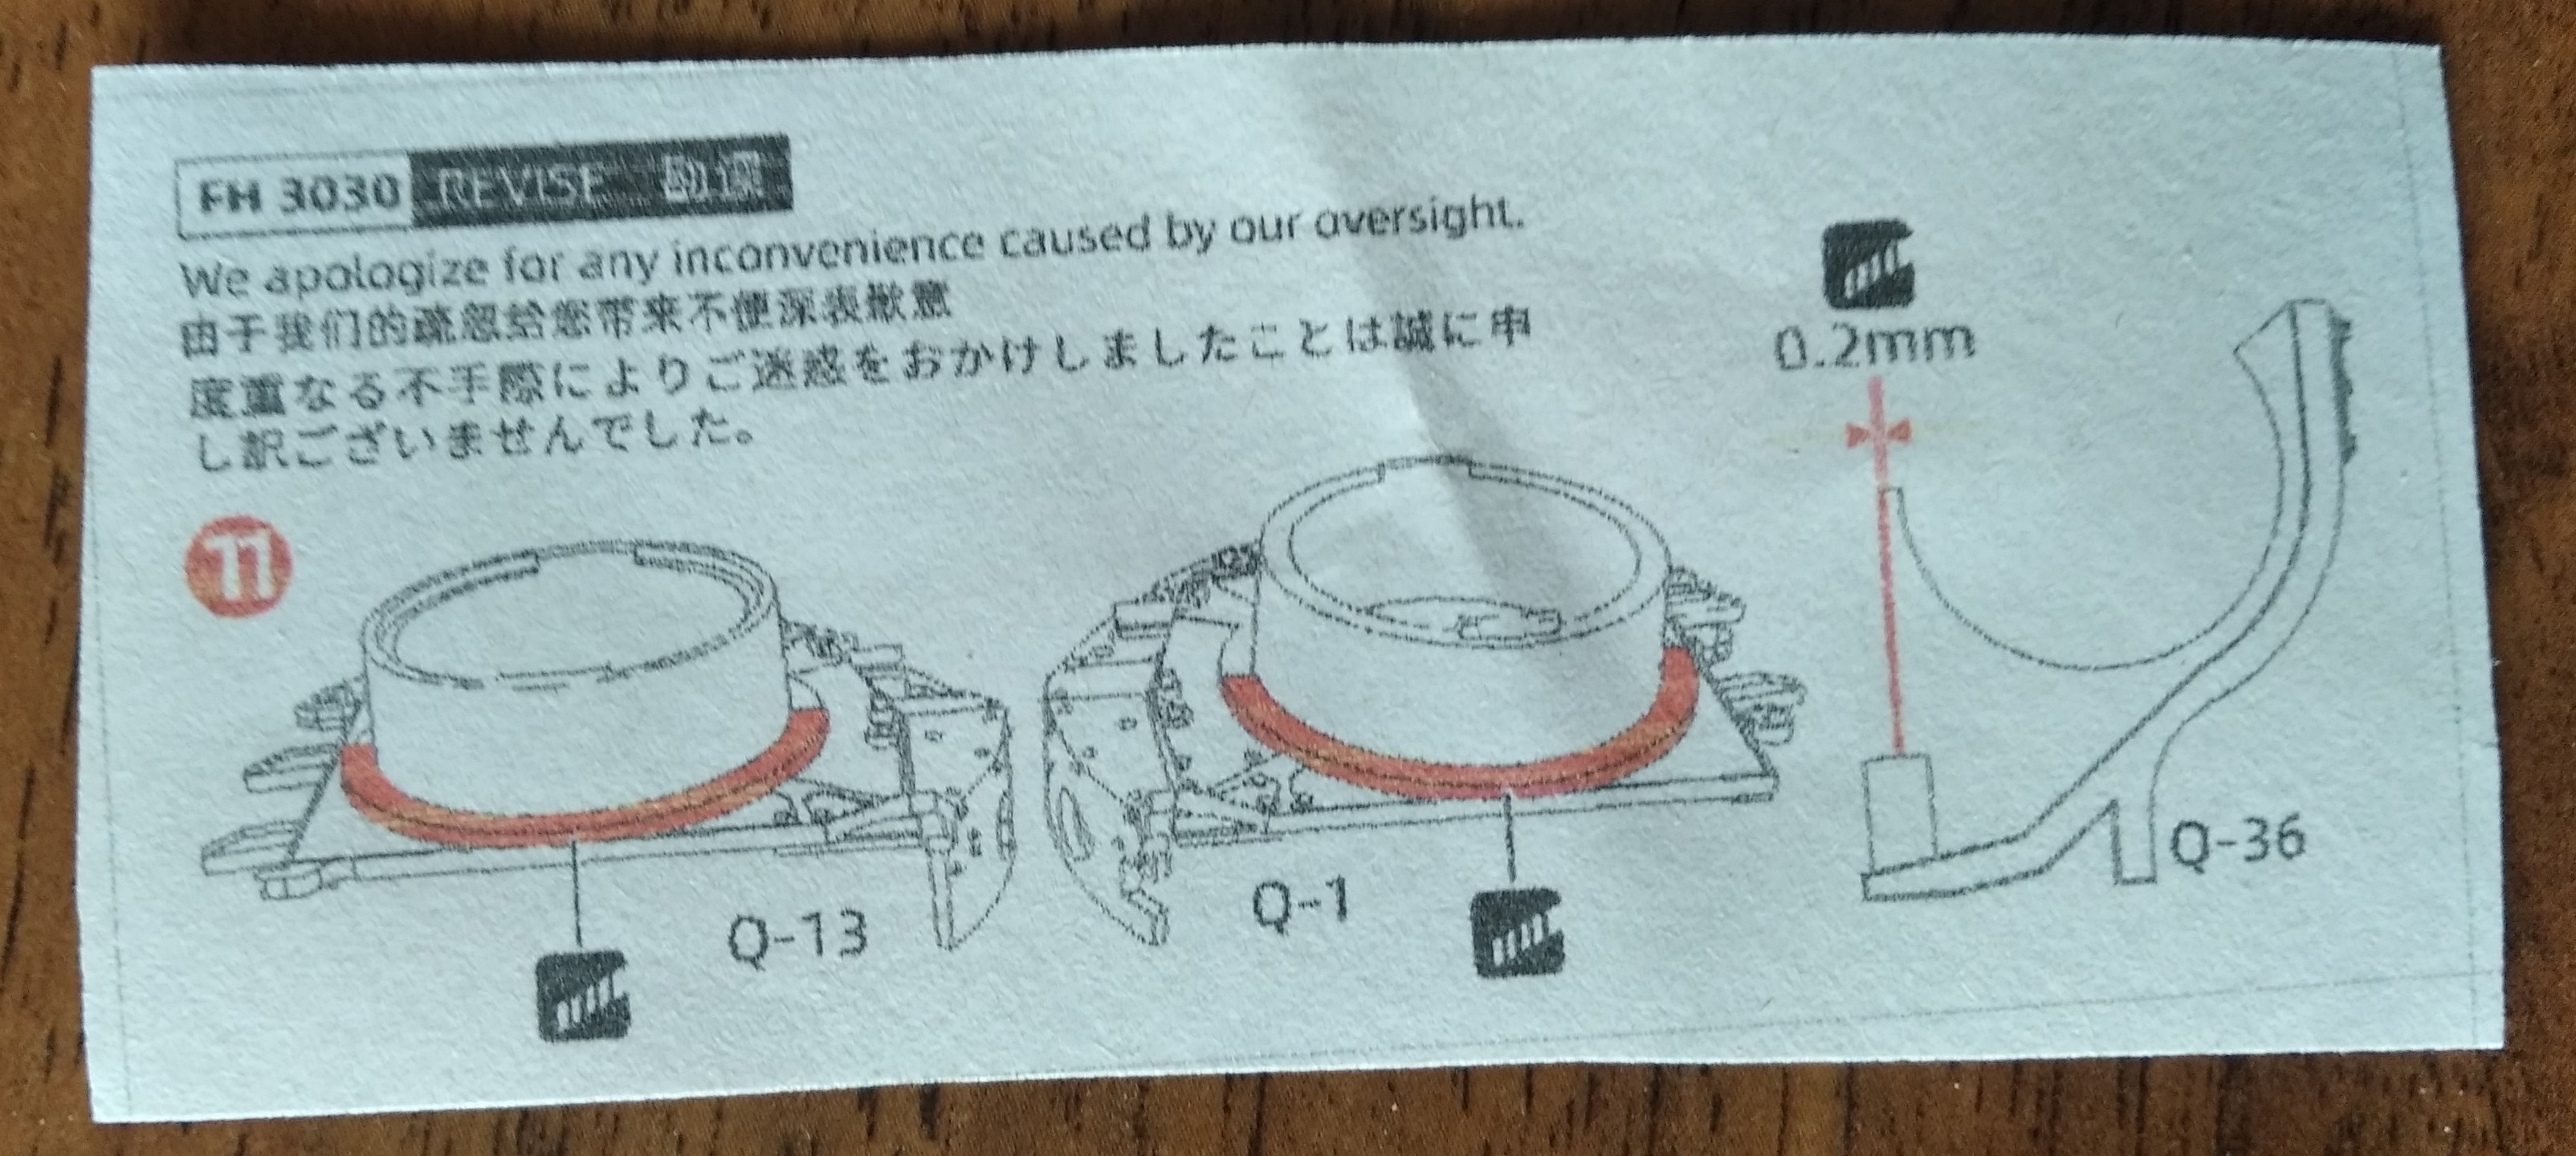 FH 3030 REVISE 勘误
We apologize for any inconvenience caused by our oversight.
由于我们的疏忽给您带来不便深表歉意
度重なる不手際によりご迷惑をおかけしましたことは誠に申
し訳ございませんでした。
0.2mm
11
Q-13
Q-1
Q-36